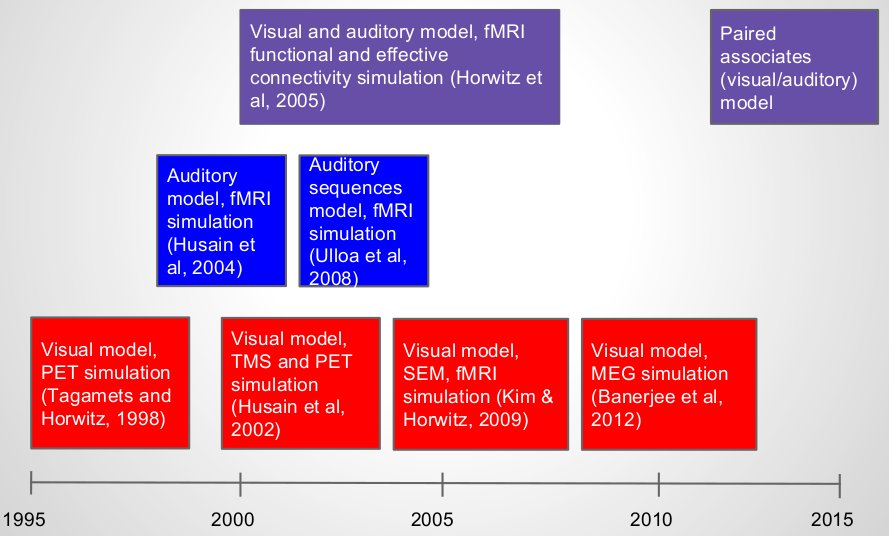 Visual and auditory model, fMRI
functional and effective
connectivity simulation (Horwitz et
al, 2005)
Paired
associates
(visual/auditory)
model
Auditory
model, fMRI
simulation
(Husain et
al, 2004)
Auditory
sequences
model, fMRI
simulation
(Ulloa et al,
2008)
Visual model,
PET simulation
(Tagamets and
Horwitz, 1998)
Visual model,
TMS and PET
simulation
(Husain et al,
2002)
Visual model,
SEM, fMRI
simulation (Kim &
Horwitz, 2009)
Visual model,
MEG simulation
(Banerjee et al,
2012)
1995
2000
2005
2010
2015